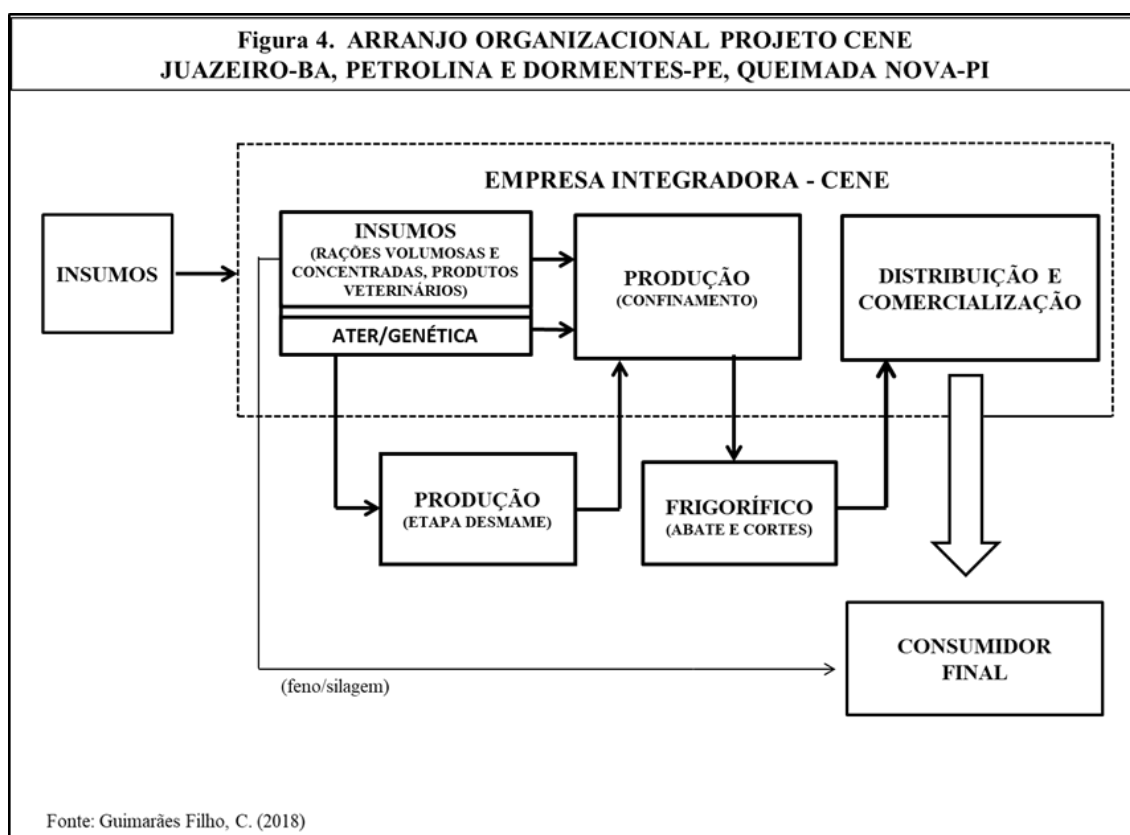 Figura 4. ARRANJO ORGANIZACIONAL PROJETO CENE
JUAZEIRO-BA, PETROLINA E DORMENTES-PE, QUEIMADA NOVA-PI
EMPRESA INTEGRADORA - CENE
INSUMOS
INSUMOS
(RAÇÕES VOLUMOSAS E
CONCENTRADAS, PRODUTOS
VETERINÁRIOS)
ATER/GENÉTICA
PRODUÇÃO
(CONFINAMENTO)
DISTRIBUIÇÃO E
COMERCIALIZAÇÃO
PRODUÇÃO
(ETAPA DESMAME)
FRIGORÍFICO
(ABATE E CORTES)
CONSUMIDOR
FINAL
(feno/silagem)
Fonte: Guimarães Filho, C. (2018)